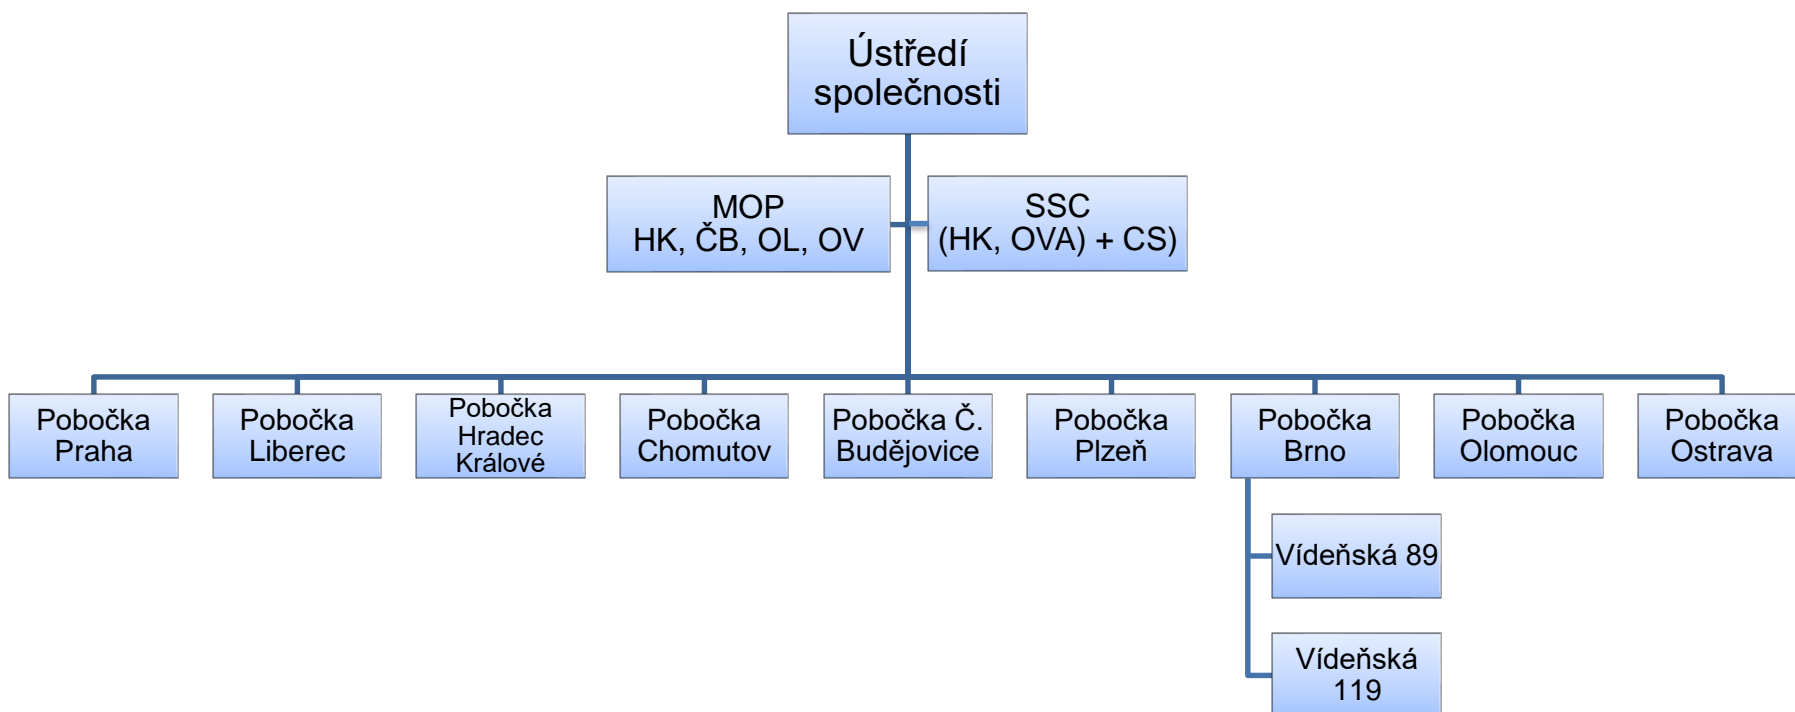 Ústředí
společnosti
MOP
HK, ČB, OL, OV
SSC
(HK, OVA) + CS)
Pobočka
Praha
Pobočka
Liberec
Pobočka
Hradec
Králové
Pobočka
Chomutov
Pobočka Č.
Budějovice
Pobočka
Plzeň
Pobočka
Brno
Pobočka
Olomouc
Pobočka
Ostrava
Vídeňská 89
Vídeňská
119